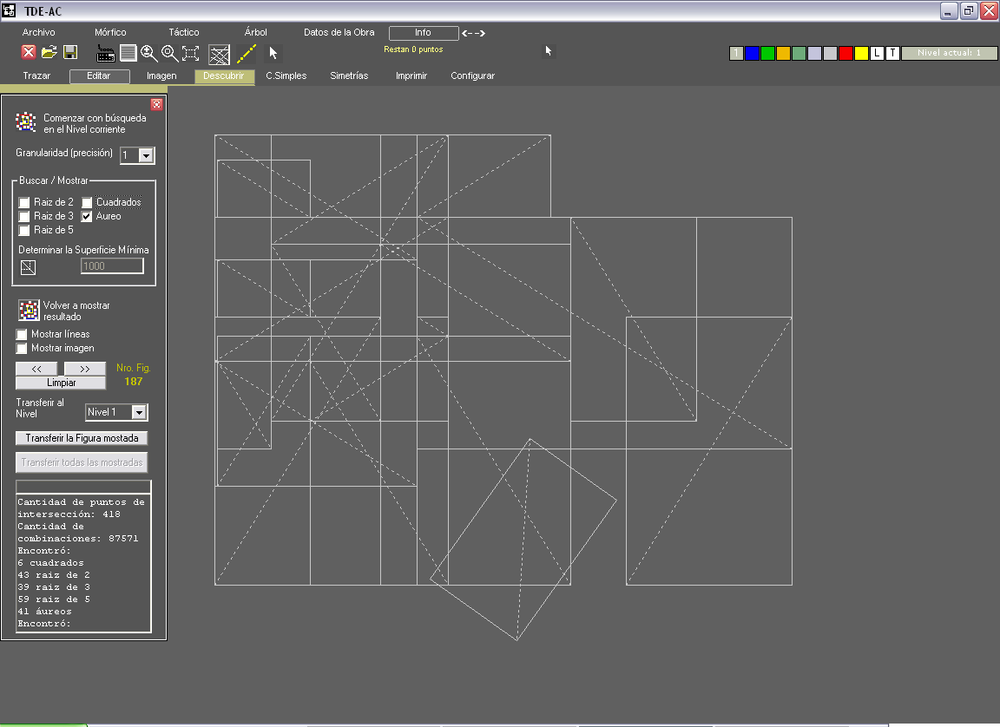 TDE-AC
Archivo Mórfico Táctico Árbol Datos de la Obra Info <-->
Restan 0 puntos
1 L T Nivel actual: 1
Trazar Editar Imagen Descubrir C.Simples Simetrías Imprimir Configurar
Comenzar con búsqueda
en el Nivel corriente
Granularidad (precisión) 1
Buscar / Mostrar
Raiz de 2 Cuadrados
Raiz de 3 Aureo
Raiz de 5
Determinar la Superficie Mínima
1000
Volver a mostrar
resultado
Mostrar líneas
Mostrar imagen
<< >> Nro. Fig.
Limpiar 187
Transferir al
Nivel Nivel 1
Transferir la Figura mostada
Transferir todas las mostradas
Cantidad de puntos de
intersección: 418
Cantidad de
combinaciones: 87571
Encontró:
6 cuadrados
43 raiz de 2
39 raiz de 3
59 raiz de 5
41 áureos
Encontró: